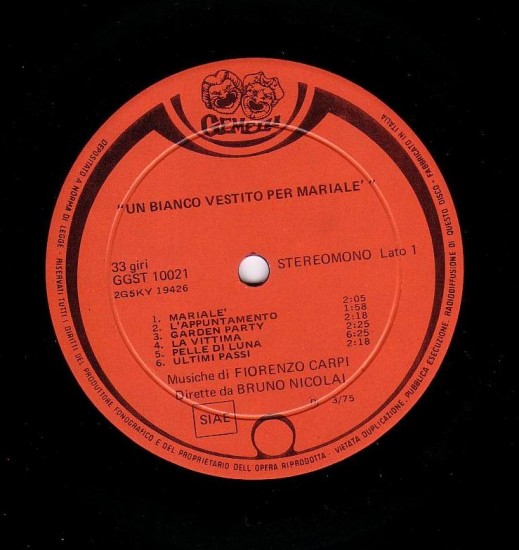 GEMELLI
"UN BIANCO VESTITO PER MARIALE'"
33 giri
GGST 10021
2G5KY 19426
STEREOMONO Lato 1
1. MARIALE' 2:05
2. L'APPUNTAMENTO 1:58
3. GARDEN PARTY 2:18
4. LA VITTIMA 2:25
5. PELLE DI LUNA 6:25
6. ULTIMI PASSI 2:18
Musiche di FIORENZO CARPI
Dirette da BRUNO NICOLAI
SIAE
3/75
DEPOSITATO A NORMA DI LEGGE - RISERVATI TUTTI I DIRITTI DEL PRODUTTORE FONOGRAFICO E DEL PROPRIETARIO DELL'OPERA RIPRODOTTA - VIETATA DUPLICAZIONE, PUBBLICA ESECUZIONE, RADIODIFFUSIONE DI QUESTO DISCO - FABBRICATO IN ITALIA